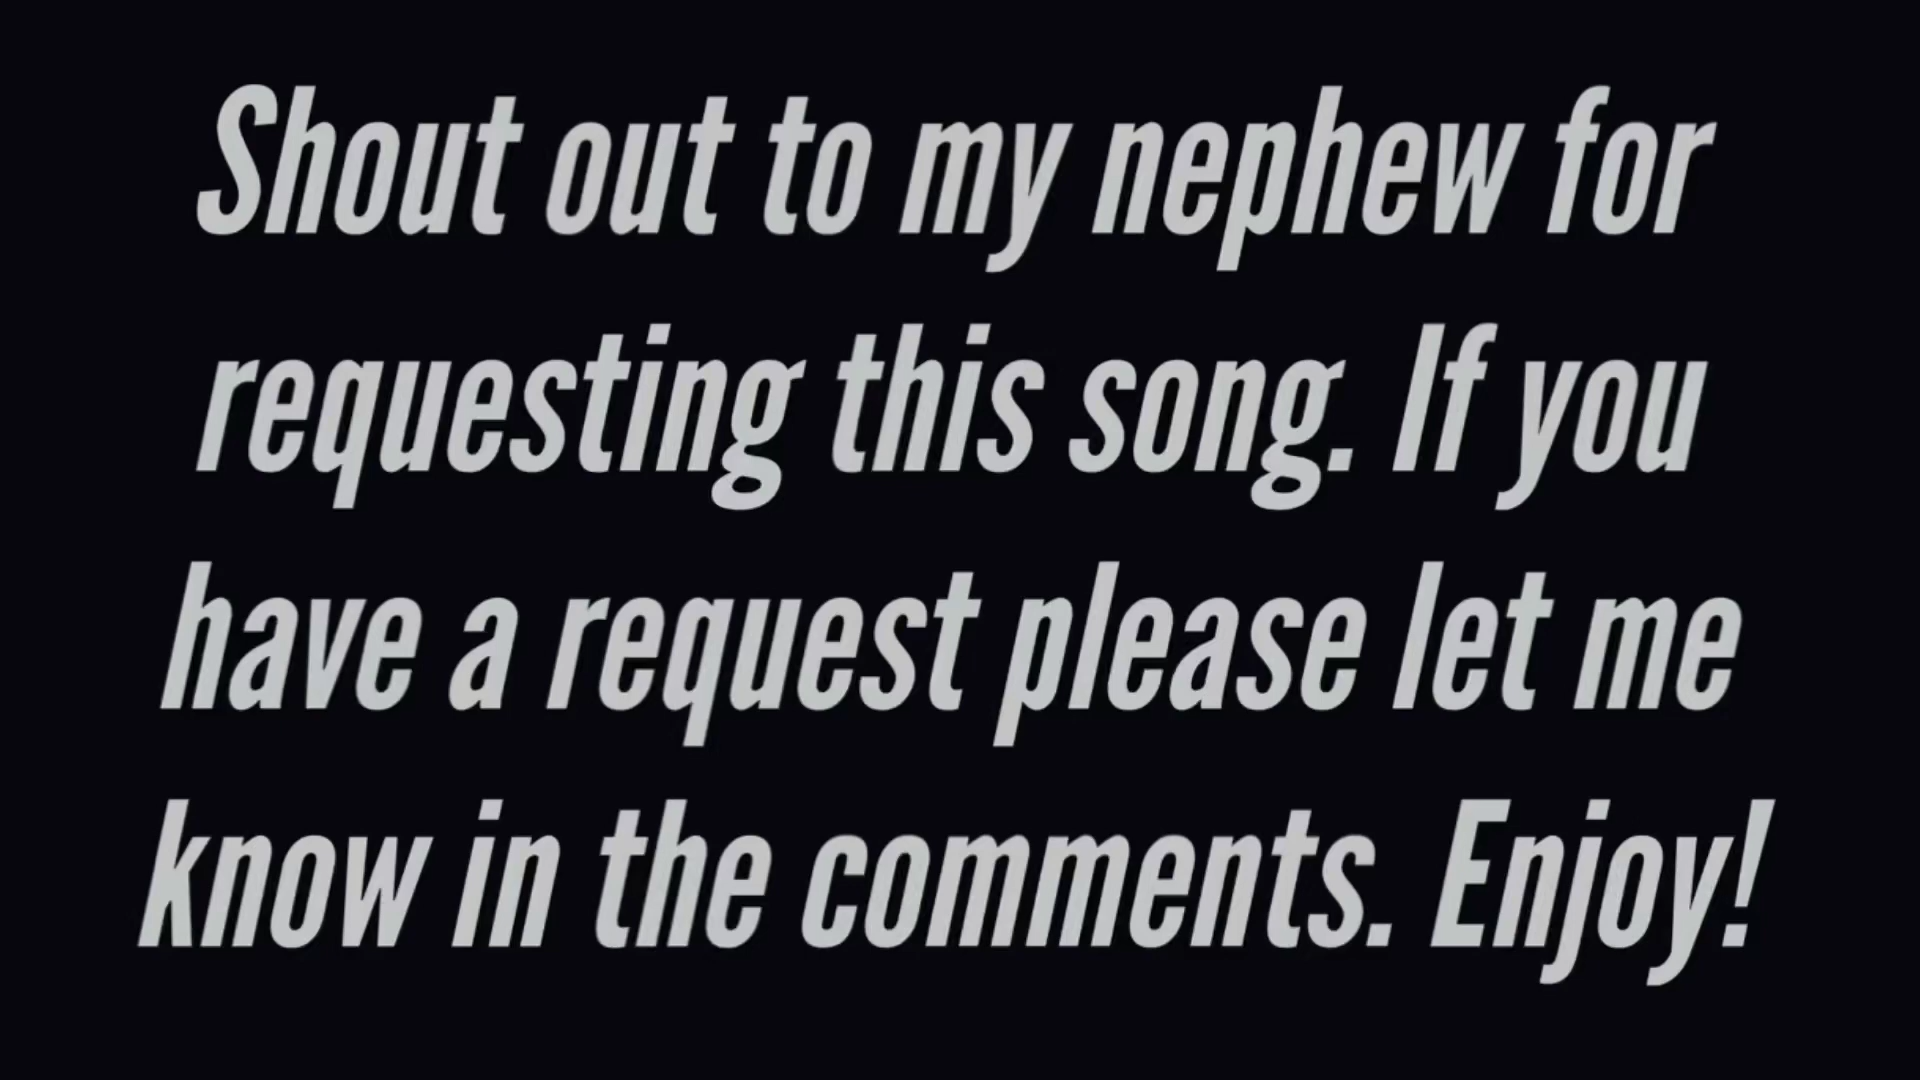 Shout out to my nephew for
requesting this song. If you
have a request please let me
know in the comments. Enjoy!